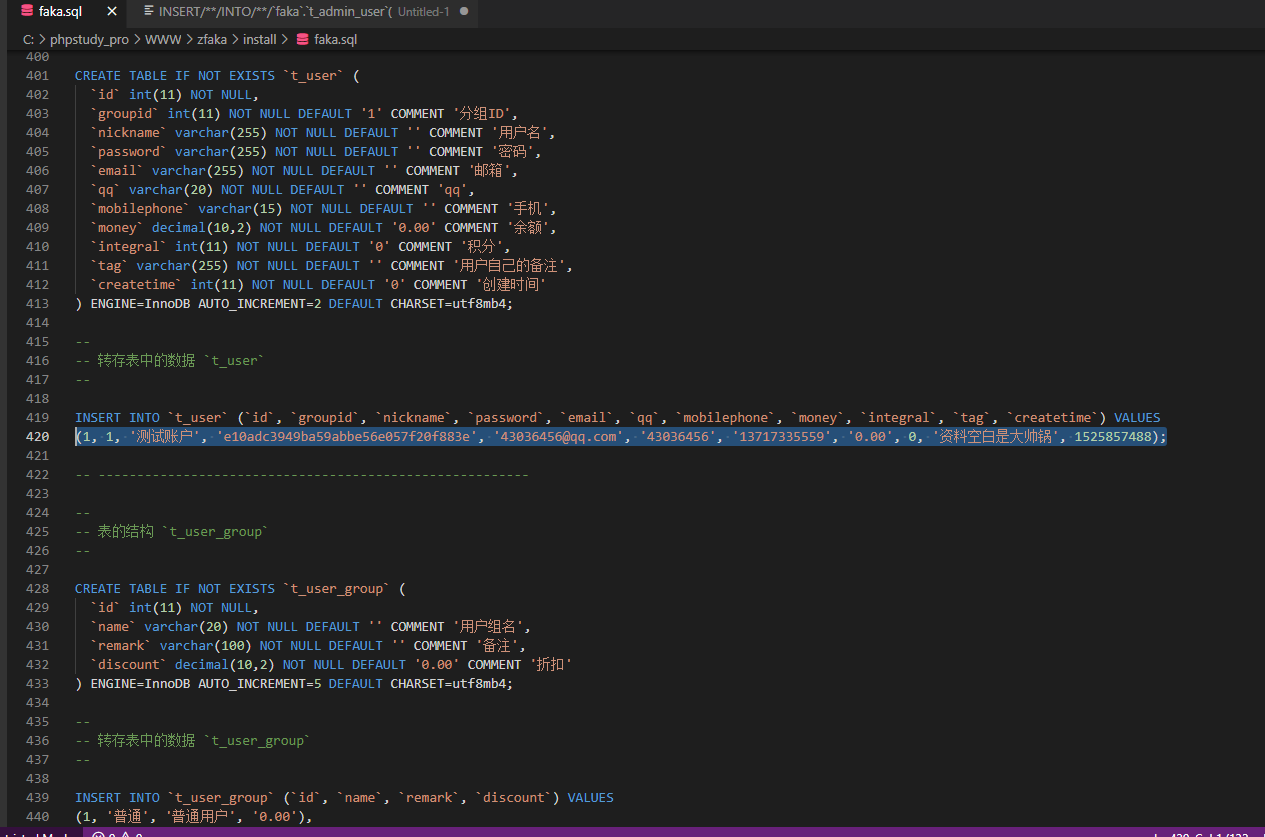 faka.sql × INSERT/**/INTO/**/`faka`.`t_admin_user`( Untitled-1 ●
C: > phpstudy_pro > WWW > zfaka > install > faka.sql
400
401 CREATE TABLE IF NOT EXISTS `t_user` (
402 `id` int(11) NOT NULL,
403 `groupid` int(11) NOT NULL DEFAULT '1' COMMENT '分组ID',
404 `nickname` varchar(255) NOT NULL DEFAULT '' COMMENT '用户名',
405 `password` varchar(255) NOT NULL DEFAULT '' COMMENT '密码',
406 `email` varchar(255) NOT NULL DEFAULT '' COMMENT '邮箱',
407 `qq` varchar(20) NOT NULL DEFAULT '' COMMENT 'qq',
408 `mobilephone` varchar(15) NOT NULL DEFAULT '' COMMENT '手机',
409 `money` decimal(10,2) NOT NULL DEFAULT '0.00' COMMENT '余额',
410 `integral` int(11) NOT NULL DEFAULT '0' COMMENT '积分',
411 `tag` varchar(255) NOT NULL DEFAULT '' COMMENT '用户自己的备注',
412 `createtime` int(11) NOT NULL DEFAULT '0' COMMENT '创建时间'
413 ) ENGINE=InnoDB AUTO_INCREMENT=2 DEFAULT CHARSET=utf8mb4;
414
415 --
416 -- 转存表中的数据 `t_user`
417 --
418
419 INSERT INTO `t_user` (`id`, `groupid`, `nickname`, `password`, `email`, `qq`, `mobilephone`, `money`, `integral`, `tag`, `createtime`) VALUES
420 (1, 1, '测试账户', 'e10adc3949ba59abbe56e057f20f883e', '43036456@qq.com', '43036456', '13717335559', '0.00', 0, '资料空白是大帅锅', 1525857488);
421
422 -- --------------------------------------------------------
423
424 --
425 -- 表的结构 `t_user_group`
426 --
427
428 CREATE TABLE IF NOT EXISTS `t_user_group` (
429 `id` int(11) NOT NULL,
430 `name` varchar(20) NOT NULL DEFAULT '' COMMENT '用户组名',
431 `remark` varchar(100) NOT NULL DEFAULT '' COMMENT '备注',
432 `discount` decimal(10,2) NOT NULL DEFAULT '0.00' COMMENT '折扣'
433 ) ENGINE=InnoDB AUTO_INCREMENT=5 DEFAULT CHARSET=utf8mb4;
434
435 --
436 -- 转存表中的数据 `t_user_group`
437 --
438
439 INSERT INTO `t_user_group` (`id`, `name`, `remark`, `discount`) VALUES
440 (1, '普通', '普通用户', '0.00'),